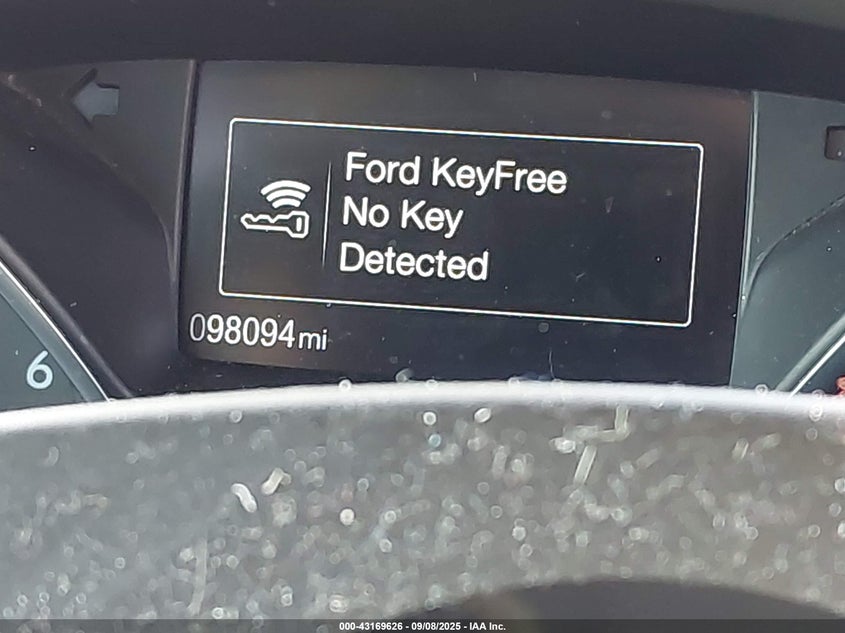 Ford KeyFree
No Key
Detected
098094mi
6
000-43169626 - 09/08/2025 - IAA Inc.